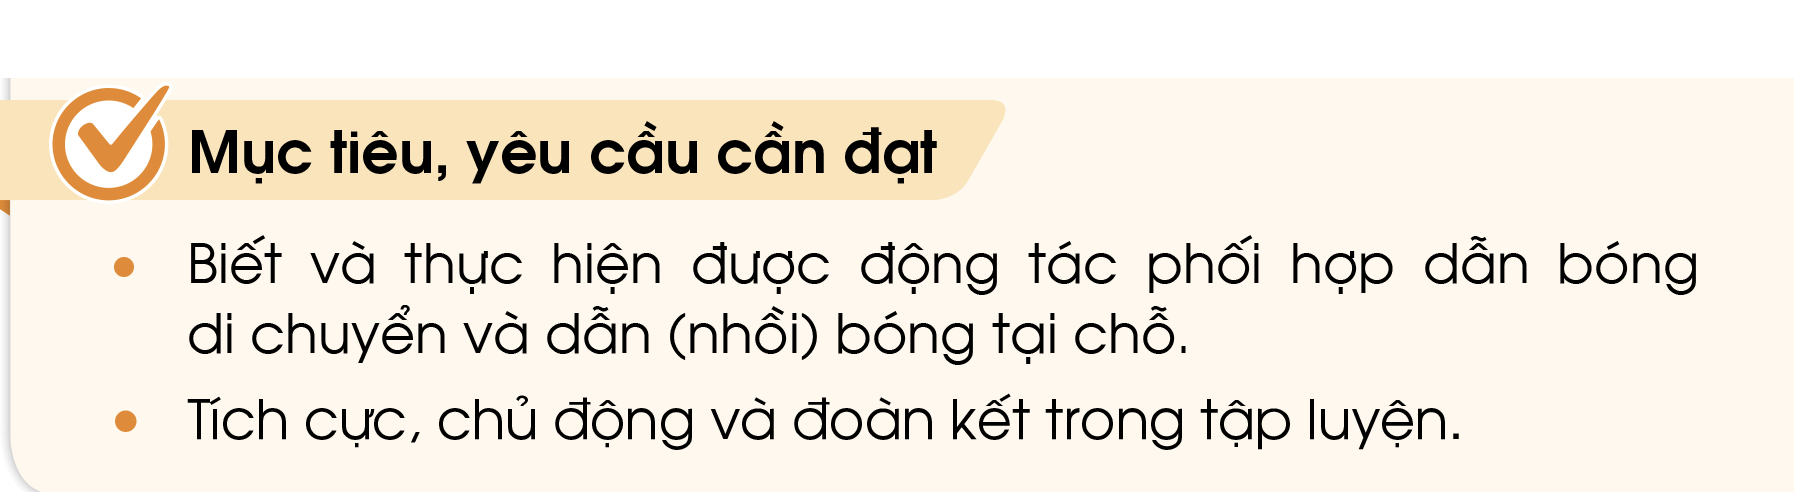 Mục tiêu, yêu cầu cần đạt
• Biết và thực hiện được động tác phối hợp dẫn bóng
di chuyển và dẫn (nhồi) bóng tại chỗ.
• Tích cực, chủ động và đoàn kết trong tập luyện.